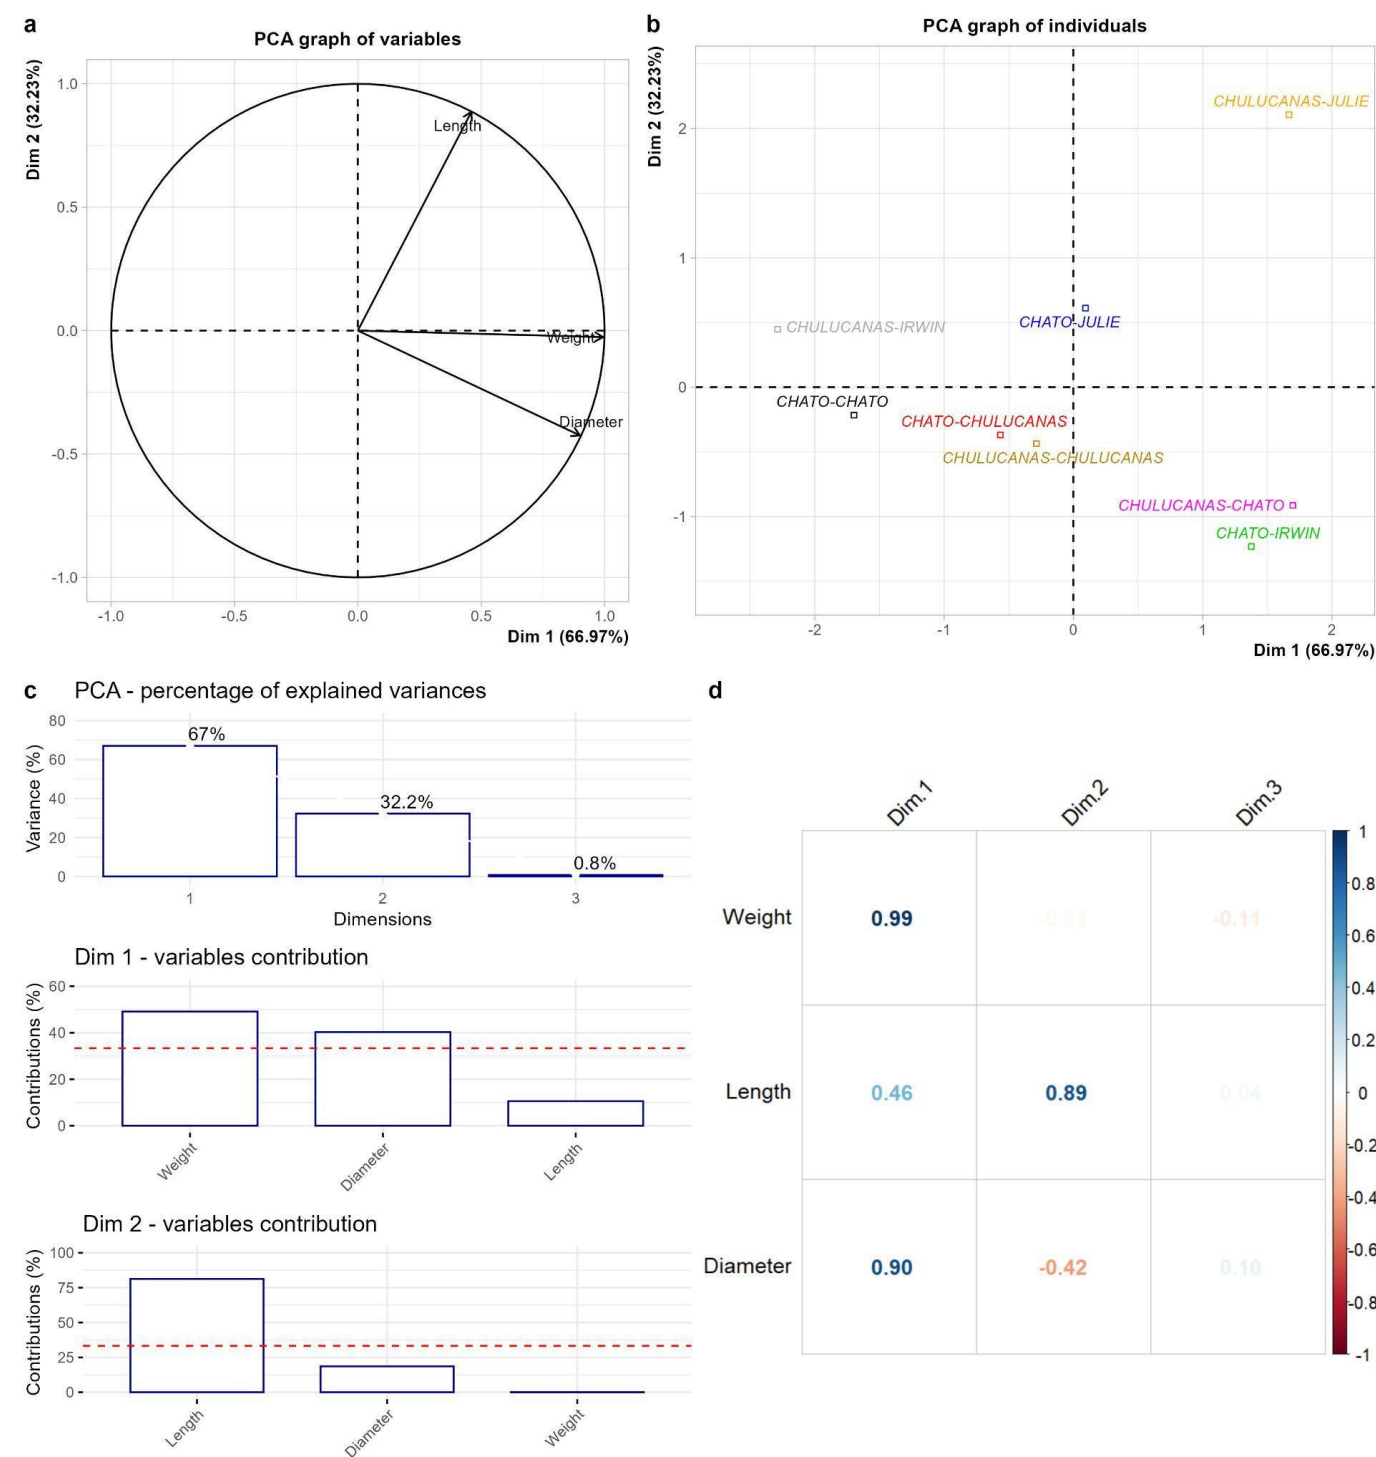 a
PCA graph of variables
Dim 2 (32.23%)
1.0
0.5
0.0
-0.5
-1.0
Length
Weight
Diameter
-1.0 -0.5 0.0 0.5 1.0
Dim 1 (66.97%)
b
PCA graph of individuals
Dim 2 (32.23%)
2
1
0
-1
CHULUCANAS-JULIE
CHATO-JULIE
CHULUCANAS-IRWIN
CHATO-CHATO
CHATO-CHULUCANAS
CHULUCANAS-CHULUCANAS
CHULUCANAS-CHATO
CHATO-IRWIN
-2 -1 0 1 2
Dim 1 (66.97%)
c
PCA - percentage of explained variances
Variance (%)
80
60
40
20
0
67%
32.2%
0.8%
1 2 3
Dimensions
Dim 1 - variables contribution
Contributions (%)
60
40
20
0
Weight Diameter Length
Dim 2 - variables contribution
Contributions (%)
100
75
50
25
0
Length Diameter Weight
d
Dim.1 Dim.2 Dim.3
Weight 0.99 -0.03 -0.11
Length 0.46 0.89 0.04
Diameter 0.90 -0.42 0.10
1
0.8
0.6
0.4
0.2
0
-0.2
-0.4
-0.6
-0.8
-1